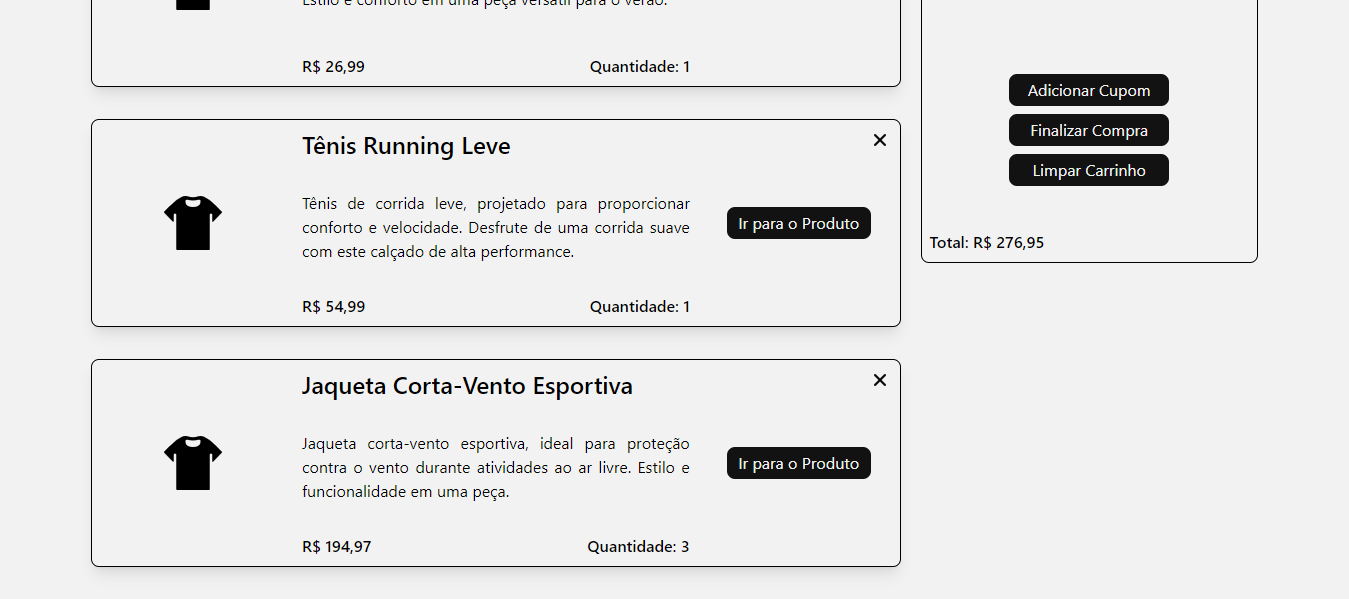 Estilo e conforto em uma peça versátil para o verão.
R$ 26,99
Quantidade: 1
Tênis Running Leve
Tênis de corrida leve, projetado para proporcionar
conforto e velocidade. Desfrute de uma corrida suave
com este calçado de alta performance.
Ir para o Produto
R$ 54,99
Quantidade: 1
Jaqueta Corta-Vento Esportiva
Jaqueta corta-vento esportiva, ideal para proteção
contra o vento durante atividades ao ar livre. Estilo e
funcionalidade em uma peça.
Ir para o Produto
R$ 194,97
Quantidade: 3
Adicionar Cupom
Finalizar Compra
Limpar Carrinho
Total: R$ 276,95